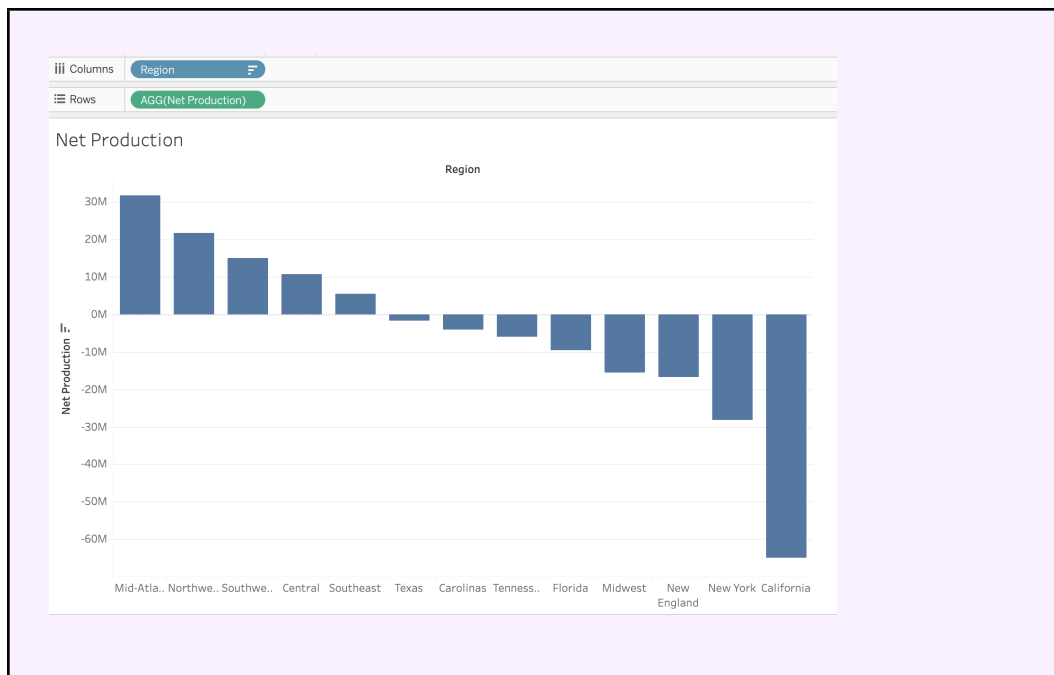 Columns Region
Rows AGG(Net Production)
Net Production
Region
30M
20M
10M
0M
-10M
-20M
-30M
-40M
-50M
-60M
Net Production
Mid-Atla.. Northwe.. Southwe.. Central Southeast Texas Carolinas Tenness.. Florida Midwest New England New York California